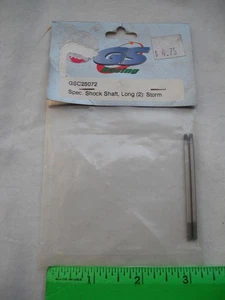 GS
Racing
$ 4.75
GSC25072
Spec. Shock Shaft, Long (2): Storm
1
2
3